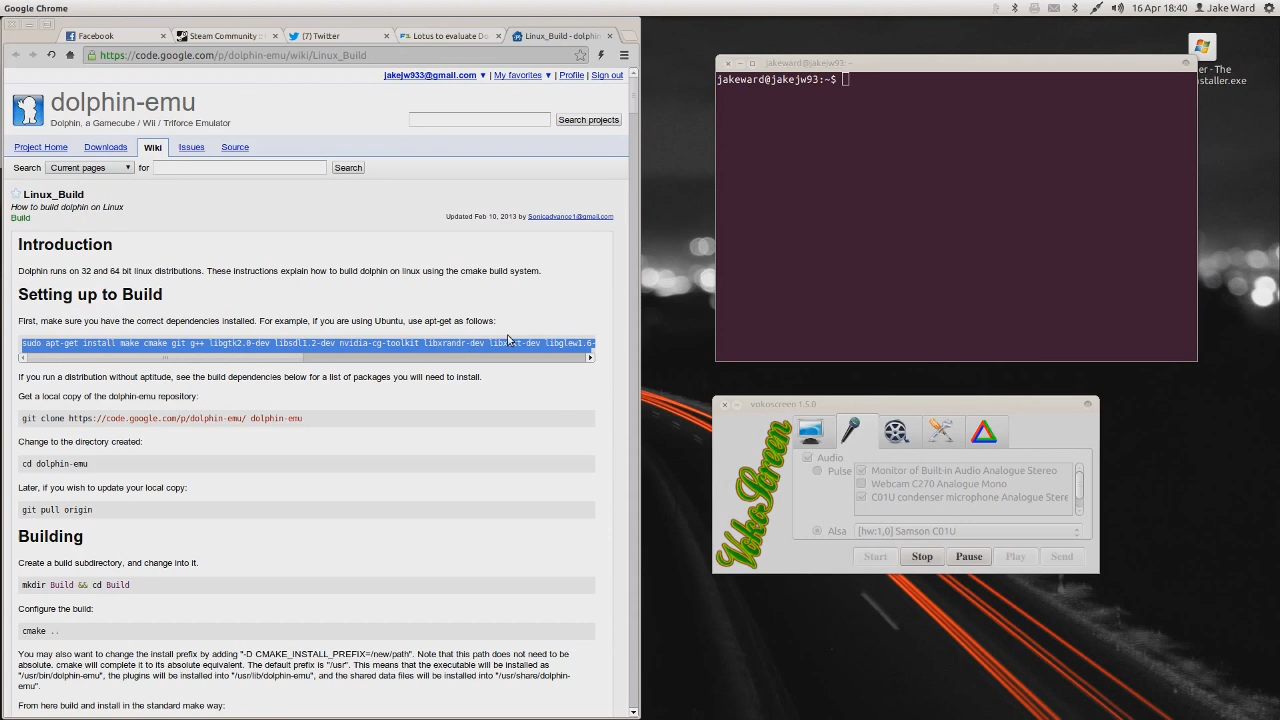 Google Chrome
16 Apr 18:40 Jake Ward
Facebook
Steam Community :
(1) Twitter
Lotus to evaluate D
Linux_Build - dolphin
https://code.google.com/p/dolphin-emu/wiki/Linux_Build
jakejw933@gmail.com ▼ | My favorites ▼ | Profile | Sign out
dolphin-emu
Dolphin, a Gamecube / Wii / Triforce Emulator
Search projects
Project Home Downloads Wiki Issues Source
Search Current pages for Search
Linux_Build
How to build dolphin on Linux
Build
Updated Feb 10, 2013 by Sonicadvance1@gmail.com
Introduction
Dolphin runs on 32 and 64 bit linux distributions. These instructions explain how to build dolphin on linux using the cmake build system.
Setting up to Build
First, make sure you have the correct dependencies installed. For example, if you are using Ubuntu, use apt-get as follows:
sudo apt-get install make cmake git g++ libgtk2.0-dev libsdl1.2-dev nvidia-cg-toolkit libxrandr-dev -dev libglew1.6-
If you run a distribution without aptitude, see the build dependencies below for a list of packages you will need to install.
Get a local copy of the dolphin-emu repository:
git clone https://code.google.com/p/dolphin-emu/ dolphin-emu
Change to the directory created:
cd dolphin-emu
Later, if you wish to update your local copy:
git pull origin
Building
Create a build subdirectory, and change into it.
mkdir Build && cd Build
Configure the build:
cmake ..
You may also want to change the install prefix by adding "-D CMAKE_INSTALL_PREFIX=/new/path". Note that this path does not need to be
absolute. cmake will complete it to its absolute equivalent. The default prefix is "/usr". This means that the executable will be installed as
"/usr/bin/dolphin-emu", the plugins will be installed into "/usr/lib/dolphin-emu", and the shared data files will be installed into "/usr/share/dolphin-
emu".
From here build and install in the standard make way:
er - The
staller.exe
jakeward@jakejw93: ~
jakeward@jakejw93:~$
vokoscreen 1.5.0
VokoScreen
Audio
Pulse
Monitor of Built-in Audio Analogue Stereo
Webcam C270 Analogue Mono
C01U condenser microphone Analogue Stere
Alsa
[hw:1,0] Samson C01U
Start Stop Pause Play Send